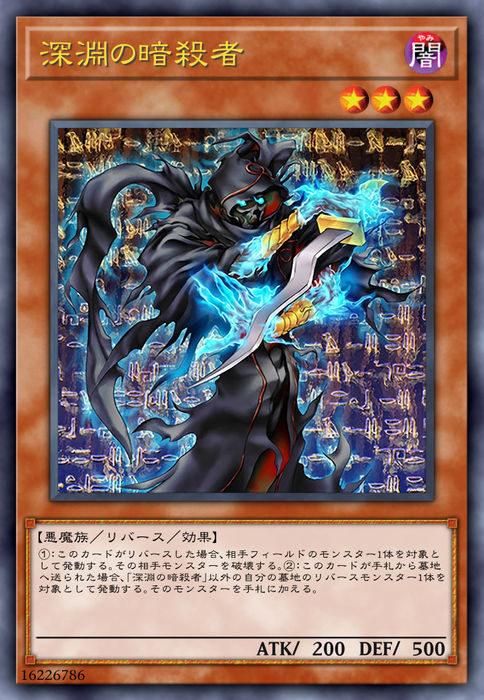 深淵の暗殺者
やみ
闇
【悪魔族／リバース／効果】
①：このカードがリバースした場合、相手フィールドのモンスター1体を対象と
して発動する。その相手モンスターを破壊する。②：このカードが手札から墓地
へ送られた場合、「深淵の暗殺者」以外の自分の墓地のリバースモンスター1体を
対象として発動する。そのモンスターを手札に加える。
ATK/ 200 DEF/ 500
16226786